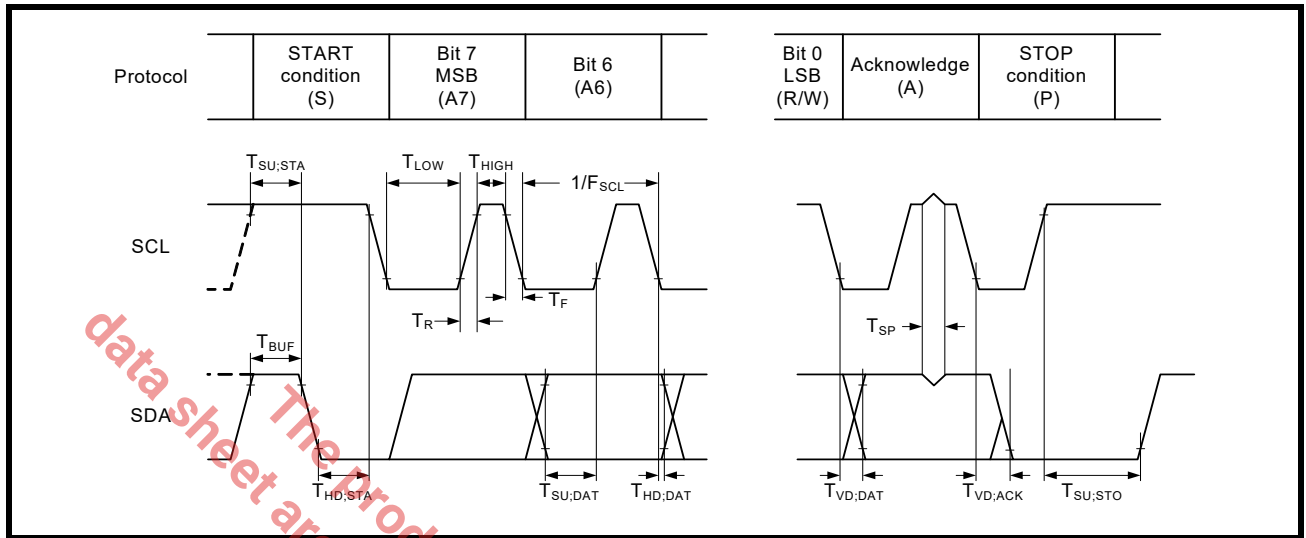 Protocol
START
condition
(S)
Bit 7
MSB
(A7)
Bit 6
(A6)
Bit 0
LSB
(R/W)
Acknowledge
(A)
STOP
condition
(P)
TSU;STA
TLOW
THIGH
1/FSCL
SCL
TR
TF
TSP
TBUF
SDA
THD;STA
TSU;DAT
THD;DAT
TVD;DAT
TVD;ACK
TSU;STO
The prod
data sheet are